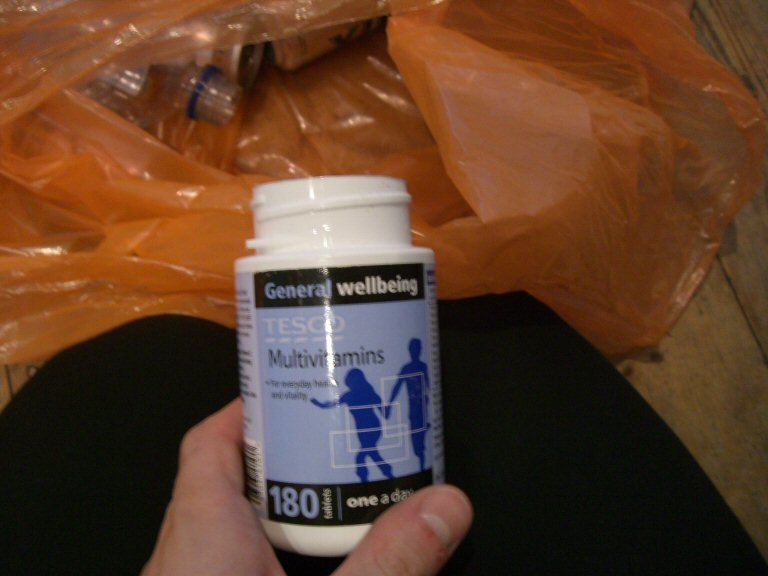 General wellbeing
TESCO
Multivitamins
For everyday health
and vitality
180 tablets one a day